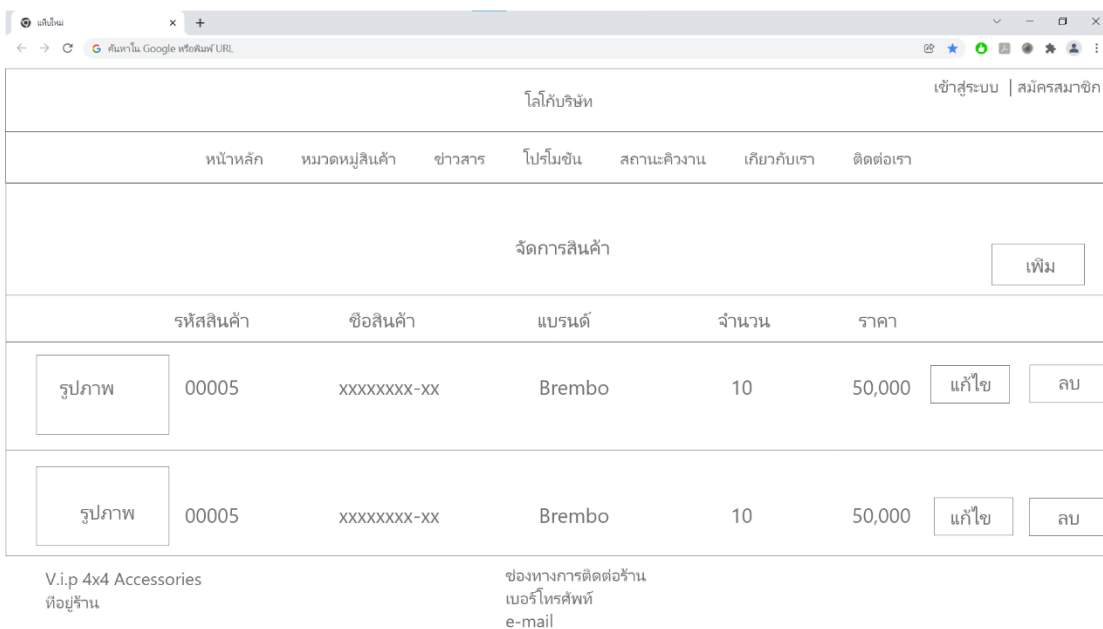 แท็บใหม่
ค้นหาใน Google หรือพิมพ์ URL
เข้าสู่ระบบ | สมัครสมาชิก
โลโก้บริษัท
หน้าหลัก หมวดหมู่สินค้า ข่าวสาร โปรโมชัน สถานะคิวงาน เกี่ยวกับเรา ติดต่อเรา
จัดการสินค้า
เพิ่ม
รหัสสินค้า ชื่อสินค้า แบรนด์ จำนวน ราคา
รูปภาพ 00005 xxxxxxxx-xx Brembo 10 50,000 แก้ไข ลบ
รูปภาพ 00005 xxxxxxxx-xx Brembo 10 50,000 แก้ไข ลบ
V.i.p 4x4 Accessories
ที่อยู่ร้าน
ช่องทางการติดต่อร้าน
เบอร์โทรศัพท์
e-mail